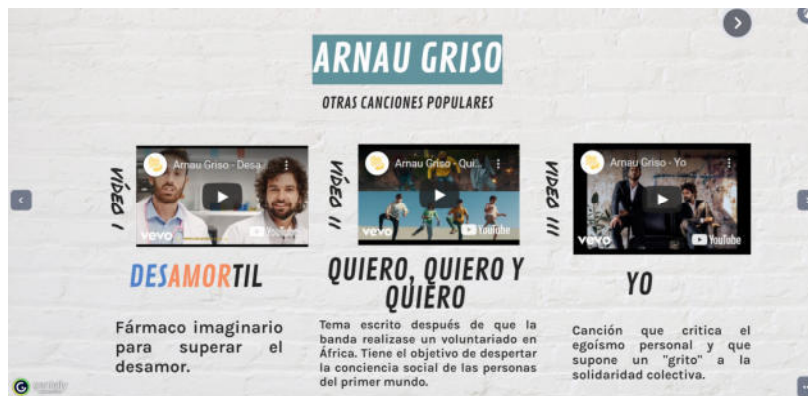 ARNAU GRISO
OTRAS CANCIONES POPULARES
VÍDEO I
Arnau Griso - Desa...
vevo
YouTube
DESAMORTIL
Fármaco imaginario
para superar el
desamor.
VÍDEO II
Arnau Griso - Qui...
vevo
YouTube
QUIERO, QUIERO Y
QUIERO
Tema escrito después de que la
banda realizase un voluntariado en
África. Tiene el objetivo de despertar
la conciencia social de las personas
del primer mundo.
VÍDEO III
Arnau Griso - Yo
vevo
YouTube
YO
Canción que critica el
egoísmo personal y que
supone un "grito" a la
solidaridad colectiva.